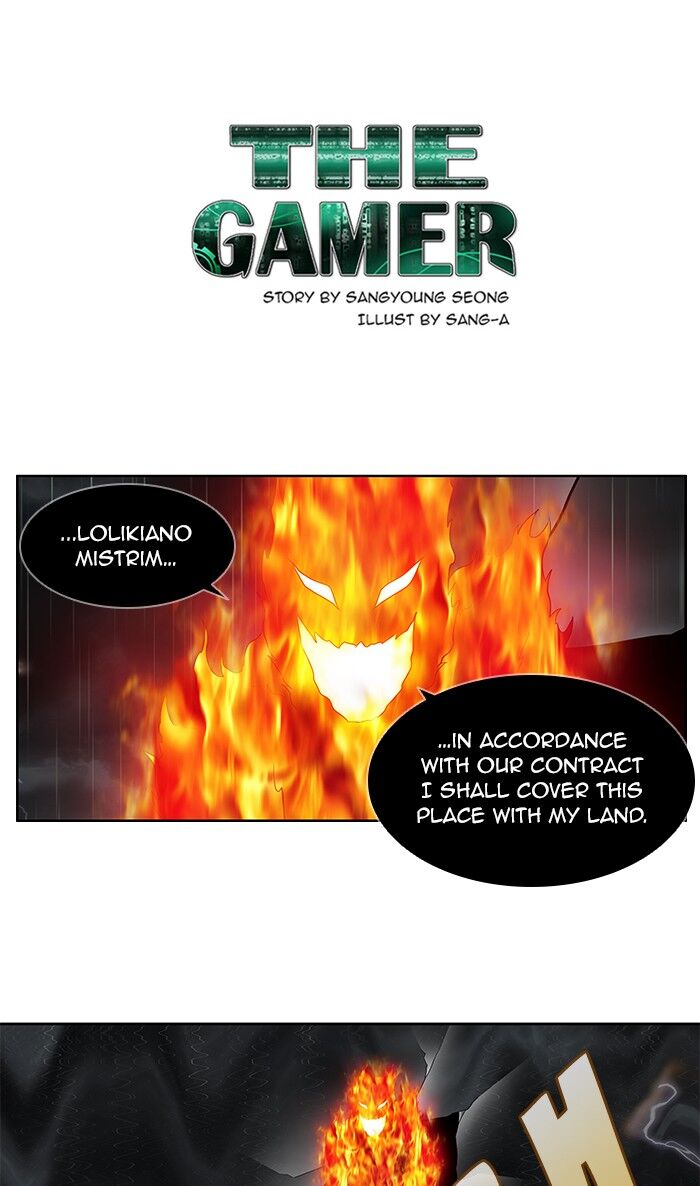 THE
GAMER
STORY BY SANGYOUNG SEONG
ILLUST BY SANG-A
...LOLIKIANO
MISTRIM...
...IN ACCORDANCE
WITH OUR CONTRACT
I SHALL COVER THIS
PLACE WITH MY LAND.